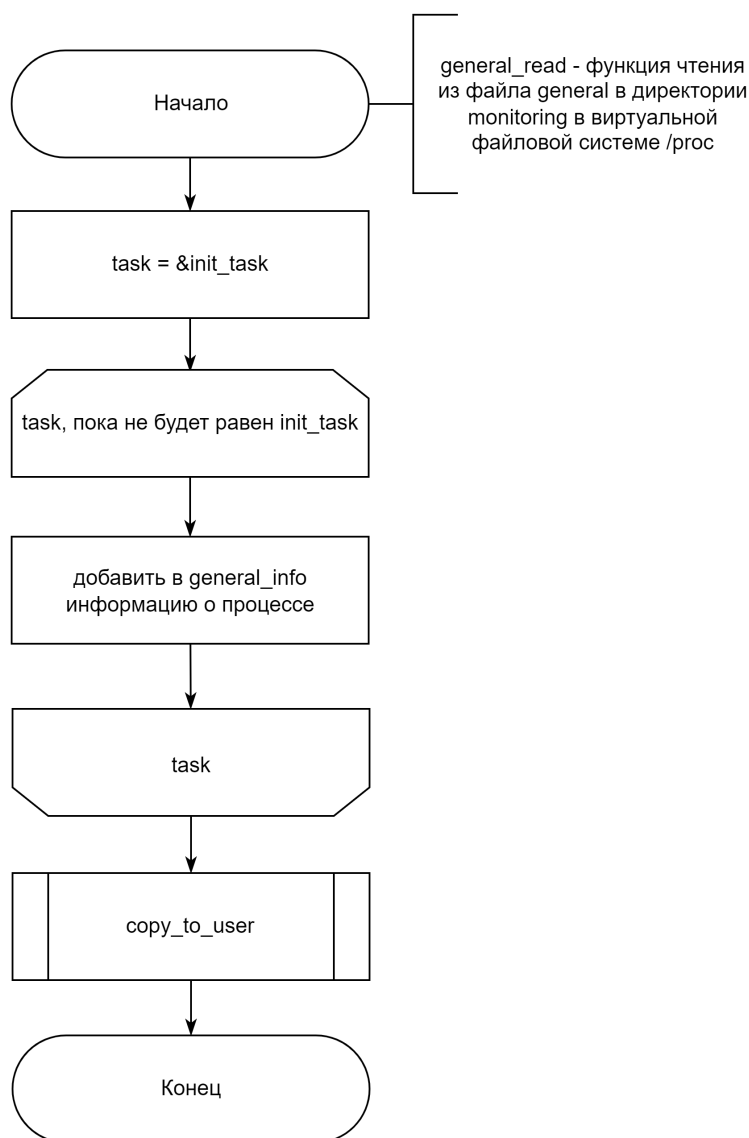 Начало
general_read - функция чтения
из файла general в директории
monitoring в виртуальной
файловой системе /proc
task = &init_task
task, пока не будет равен init_task
добавить в general_info
информацию о процессе
task
copy_to_user
Конец